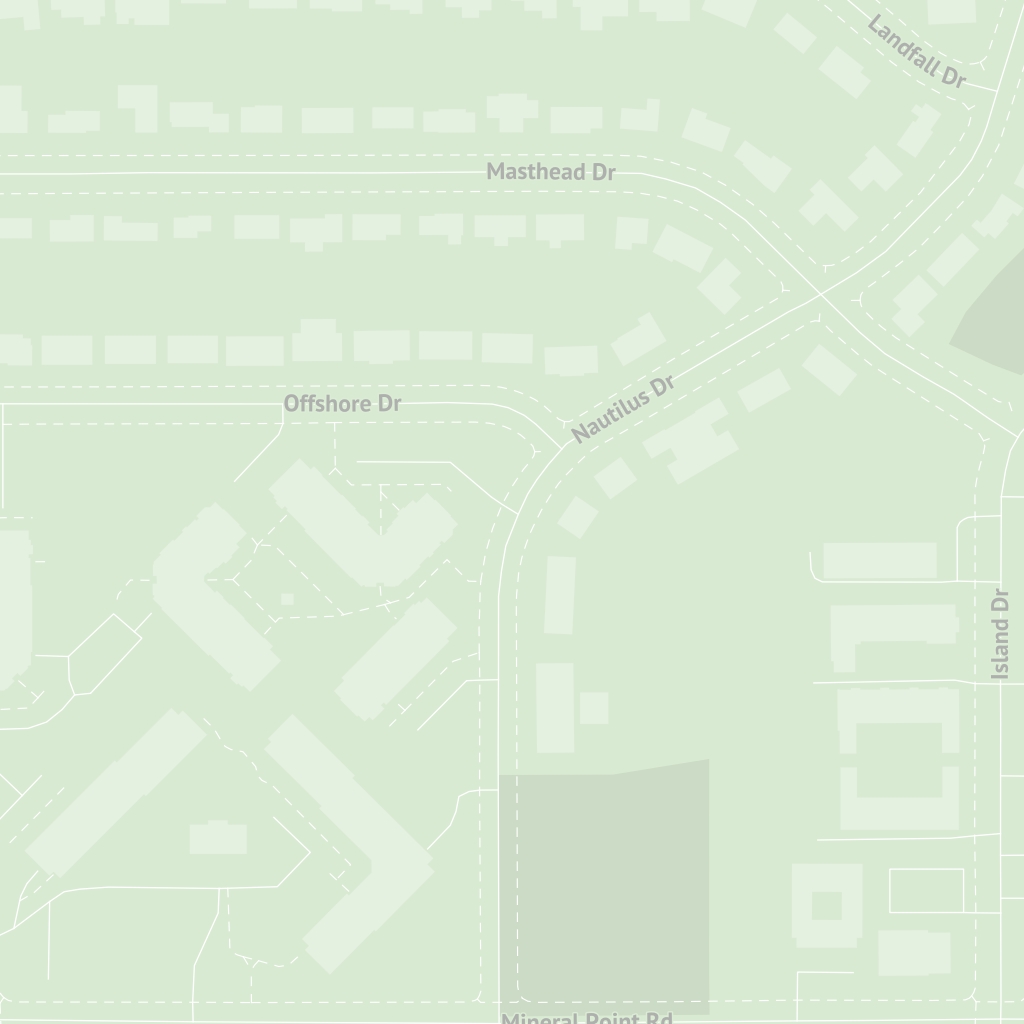 Landfall Dr
Masthead Dr
Nautilus Dr
Offshore Dr
Island Dr
Mineral Point Rd